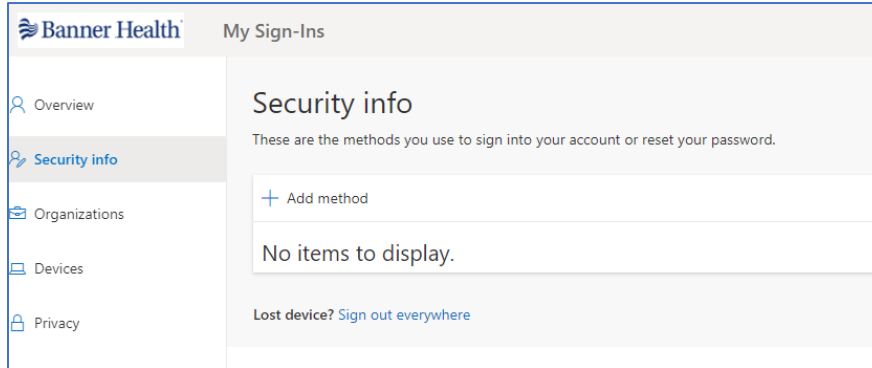 Banner Health
My Sign-Ins
Overview
Security info
Organizations
Devices
Privacy
Security info
These are the methods you use to sign into your account or reset your password.
Add method
No items to display.
Lost device? Sign out everywhere